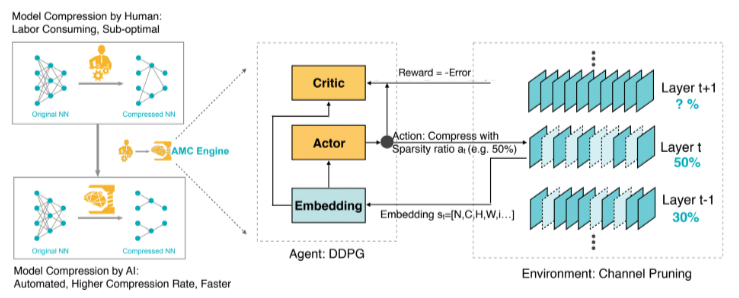 Model Compression by Human:
Labor Consuming, Sub-optimal
Original NN
Compressed NN
AMC Engine
Original NN
Compressed NN
Model Compression by AI:
Automated, Higher Compression Rate, Faster
Critic
Actor
Embedding
Agent: DDPG
Reward = -Error
Action: Compress with
Sparsity ratio at (e.g. 50%)
Embedding st=[N,C,H,W,i...]
Layer t+1
? %
Layer t
50%
Layer t-1
30%
Environment: Channel Pruning